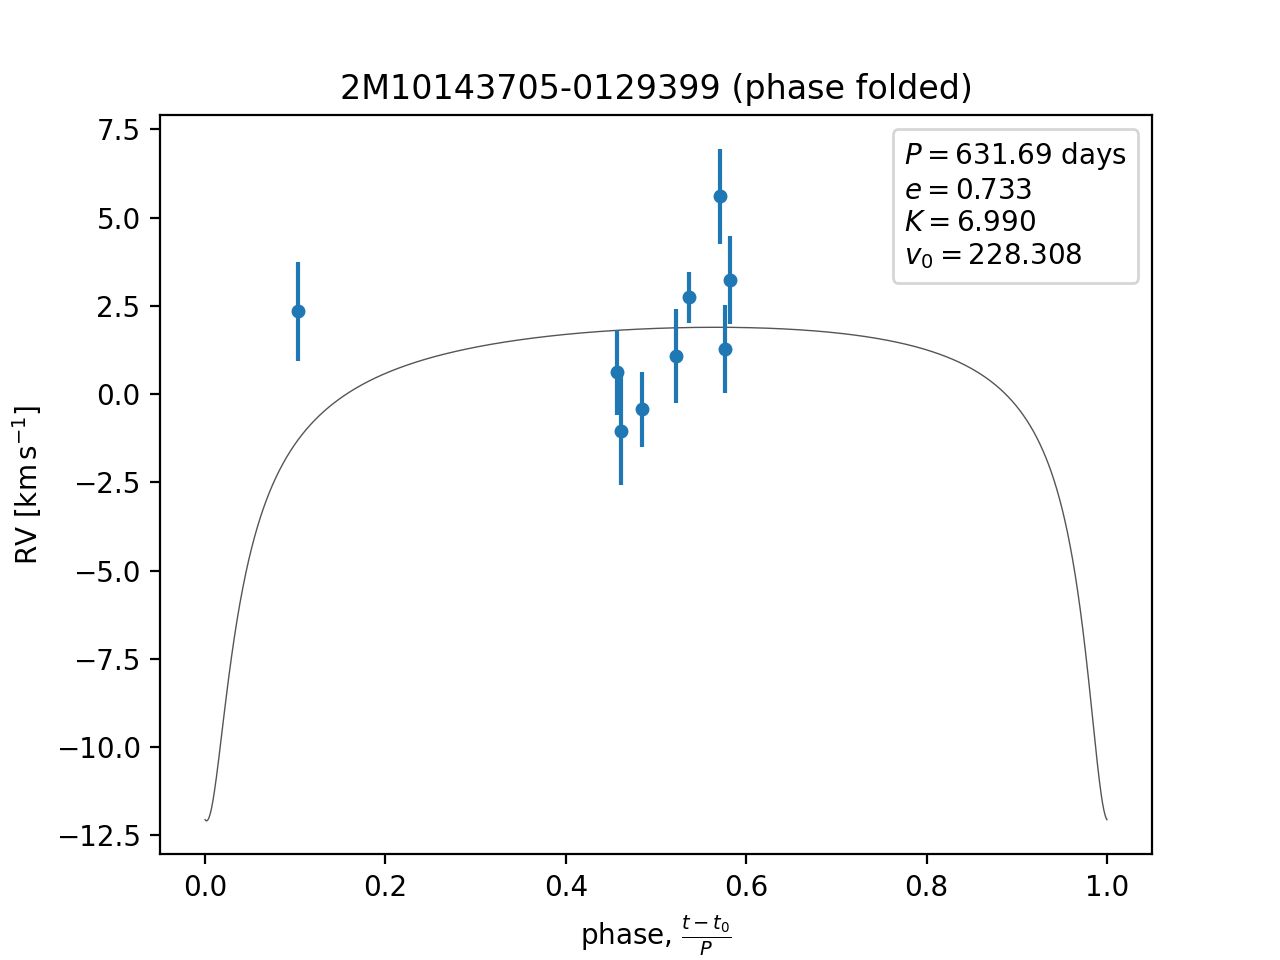 2M10143705-0129399 (phase folded)
P = 631.69 days
e = 0.733
K = 6.990
v₀ = 228.308
RV [km s⁻¹]
7.5
5.0
2.5
0.0
−2.5
−5.0
−7.5
−10.0
−12.5
0.0 0.2 0.4 0.6 0.8 1.0
phase, (t − t₀)/P